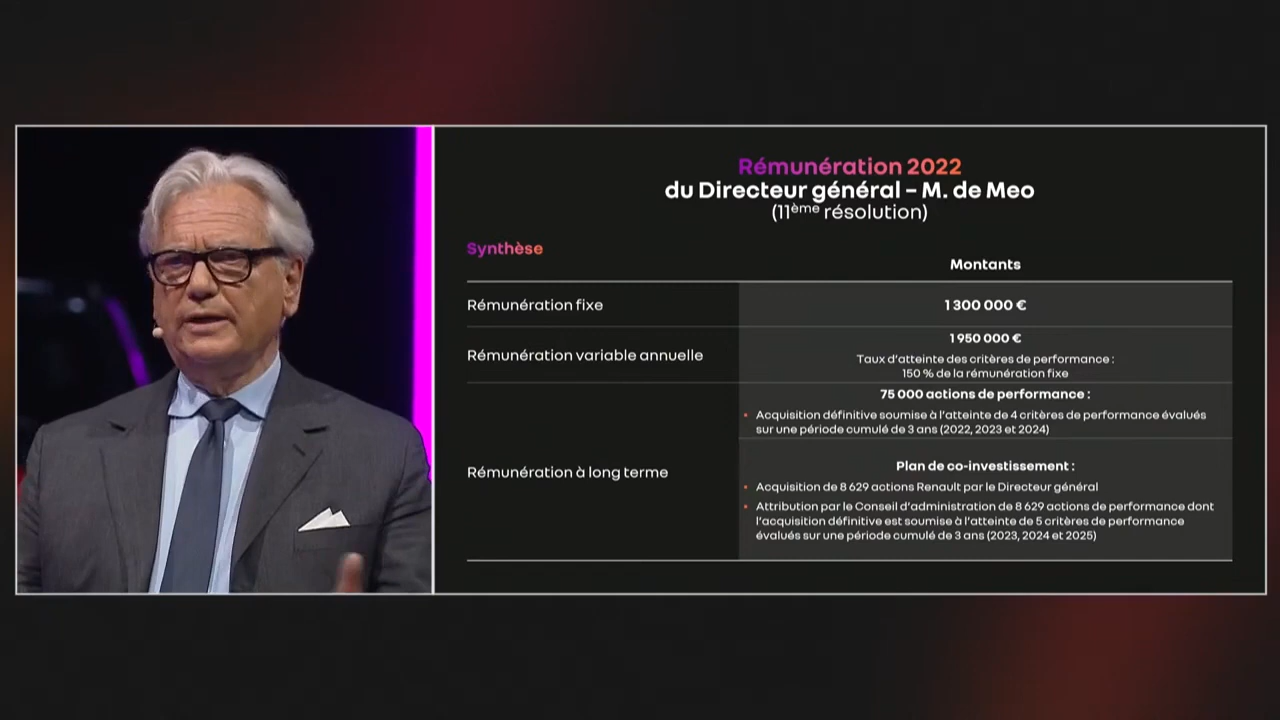 Rémunération 2022
du Directeur général – M. de Meo
(11ème résolution)
Synthèse
Montants
Rémunération fixe
1 300 000 €
Rémunération variable annuelle
1 950 000 €
Taux d'atteinte des critères de performance :
150 % de la rémunération fixe
Rémunération à long terme
75 000 actions de performance :
• Acquisition définitive soumise à l'atteinte de 4 critères de performance évalués
sur une période cumulé de 3 ans (2022, 2023 et 2024)
Plan de co-investissement :
• Acquisition de 8 629 actions Renault par le Directeur général
• Attribution par le Conseil d'administration de 8 629 actions de performance dont
l'acquisition définitive est soumise à l'atteinte de 5 critères de performance
évalués sur une période cumulé de 3 ans (2023, 2024 et 2025)